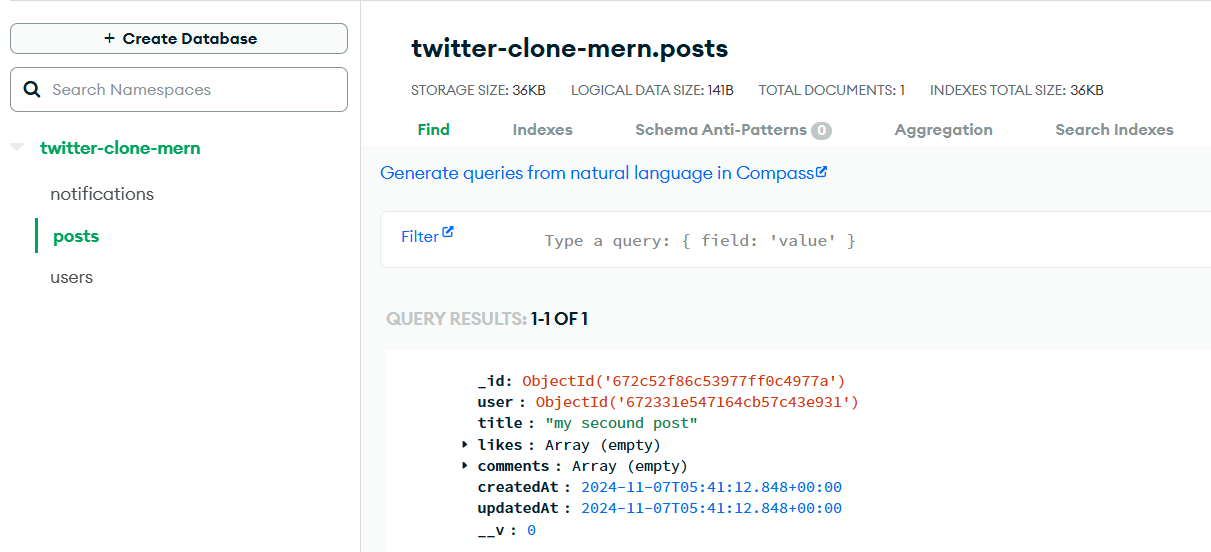 + Create Database
Search Namespaces
twitter-clone-mern
notifications
posts
users
twitter-clone-mern.posts
STORAGE SIZE: 36KB LOGICAL DATA SIZE: 141B TOTAL DOCUMENTS: 1 INDEXES TOTAL SIZE: 36KB
Find Indexes Schema Anti-Patterns 0 Aggregation Search Indexes
Generate queries from natural language in Compass
Filter Type a query: { field: 'value' }
QUERY RESULTS: 1-1 OF 1
_id: ObjectId('672c52f86c53977ff0c4977a')
user : ObjectId('672331e547164cb57c43e931')
title : "my secound post"
likes : Array (empty)
comments : Array (empty)
createdAt : 2024-11-07T05:41:12.848+00:00
updatedAt : 2024-11-07T05:41:12.848+00:00
__v : 0